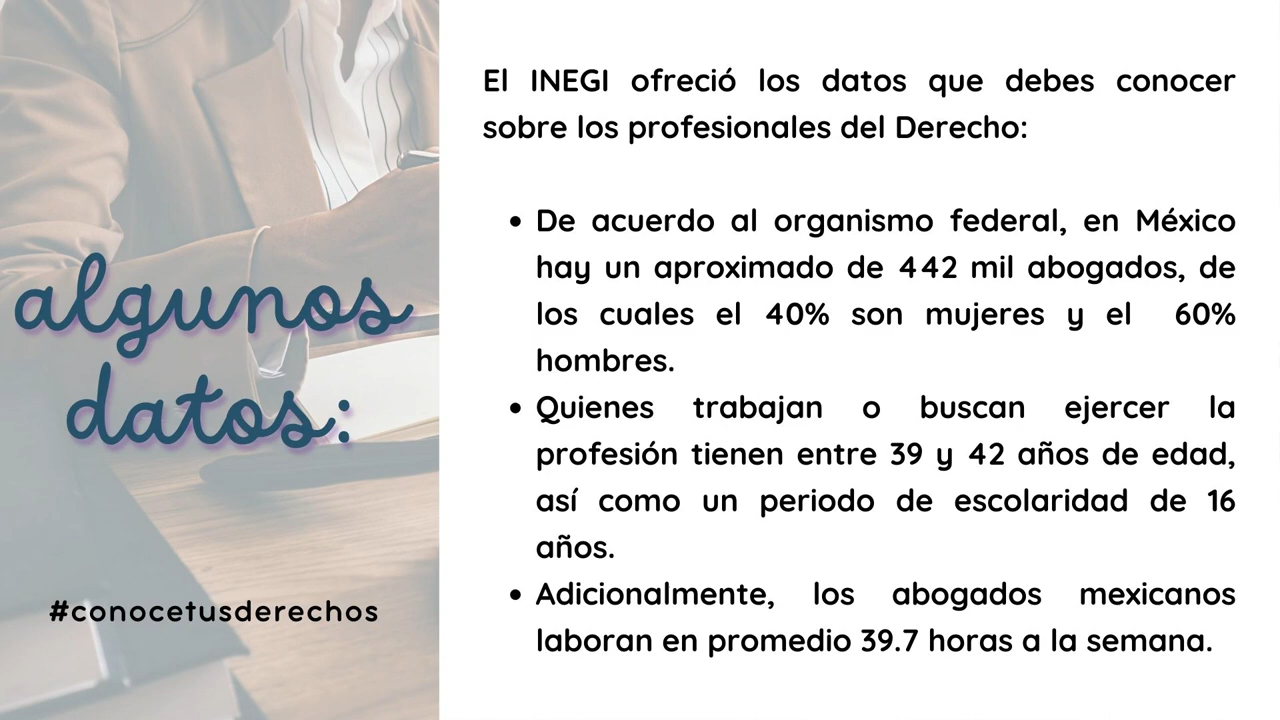 algunos
datos:
#conocetusderechos
El INEGI ofreció los datos que debes conocer
sobre los profesionales del Derecho:
• De acuerdo al organismo federal, en México
hay un aproximado de 442 mil abogados, de
los cuales el 40% son mujeres y el 60%
hombres.
• Quienes trabajan o buscan ejercer la
profesión tienen entre 39 y 42 años de edad,
así como un periodo de escolaridad de 16
años.
• Adicionalmente, los abogados mexicanos
laboran en promedio 39.7 horas a la semana.